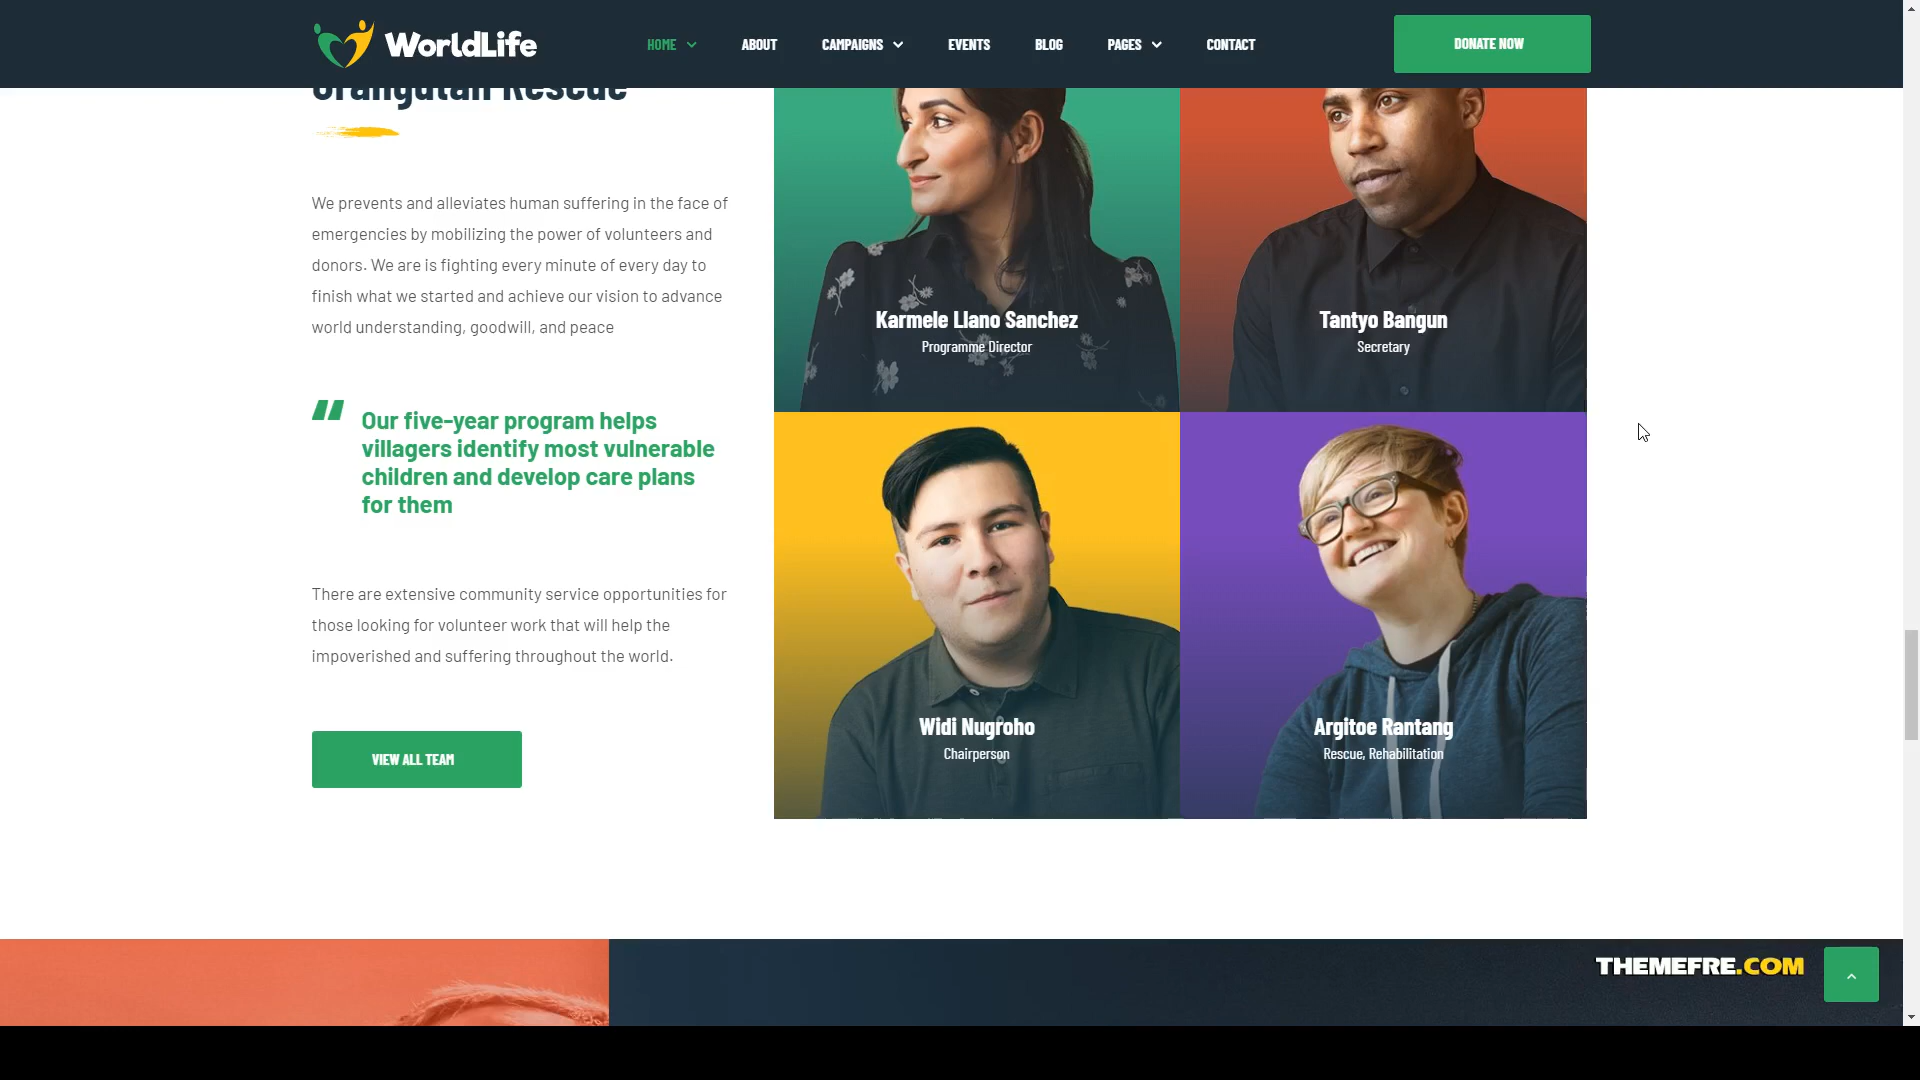 WorldLife
HOME
ABOUT
CAMPAIGNS
EVENTS
BLOG
PAGES
CONTACT
DONATE NOW
Orangutan Rescue
We prevents and alleviates human suffering in the face of
emergencies by mobilizing the power of volunteers and
donors. We are is fighting every minute of every day to
finish what we started and achieve our vision to advance
world understanding, goodwill, and peace
Our five-year program helps
villagers identify most vulnerable
children and develop care plans
for them
There are extensive community service opportunities for
those looking for volunteer work that will help the
impoverished and suffering throughout the world.
VIEW ALL TEAM
Karmele Llano Sanchez
Programme Director
Tantyo Bangun
Secretary
Widi Nugroho
Chairperson
Argitoe Rantang
Rescue, Rehabilitation
THEMEFRE.COM